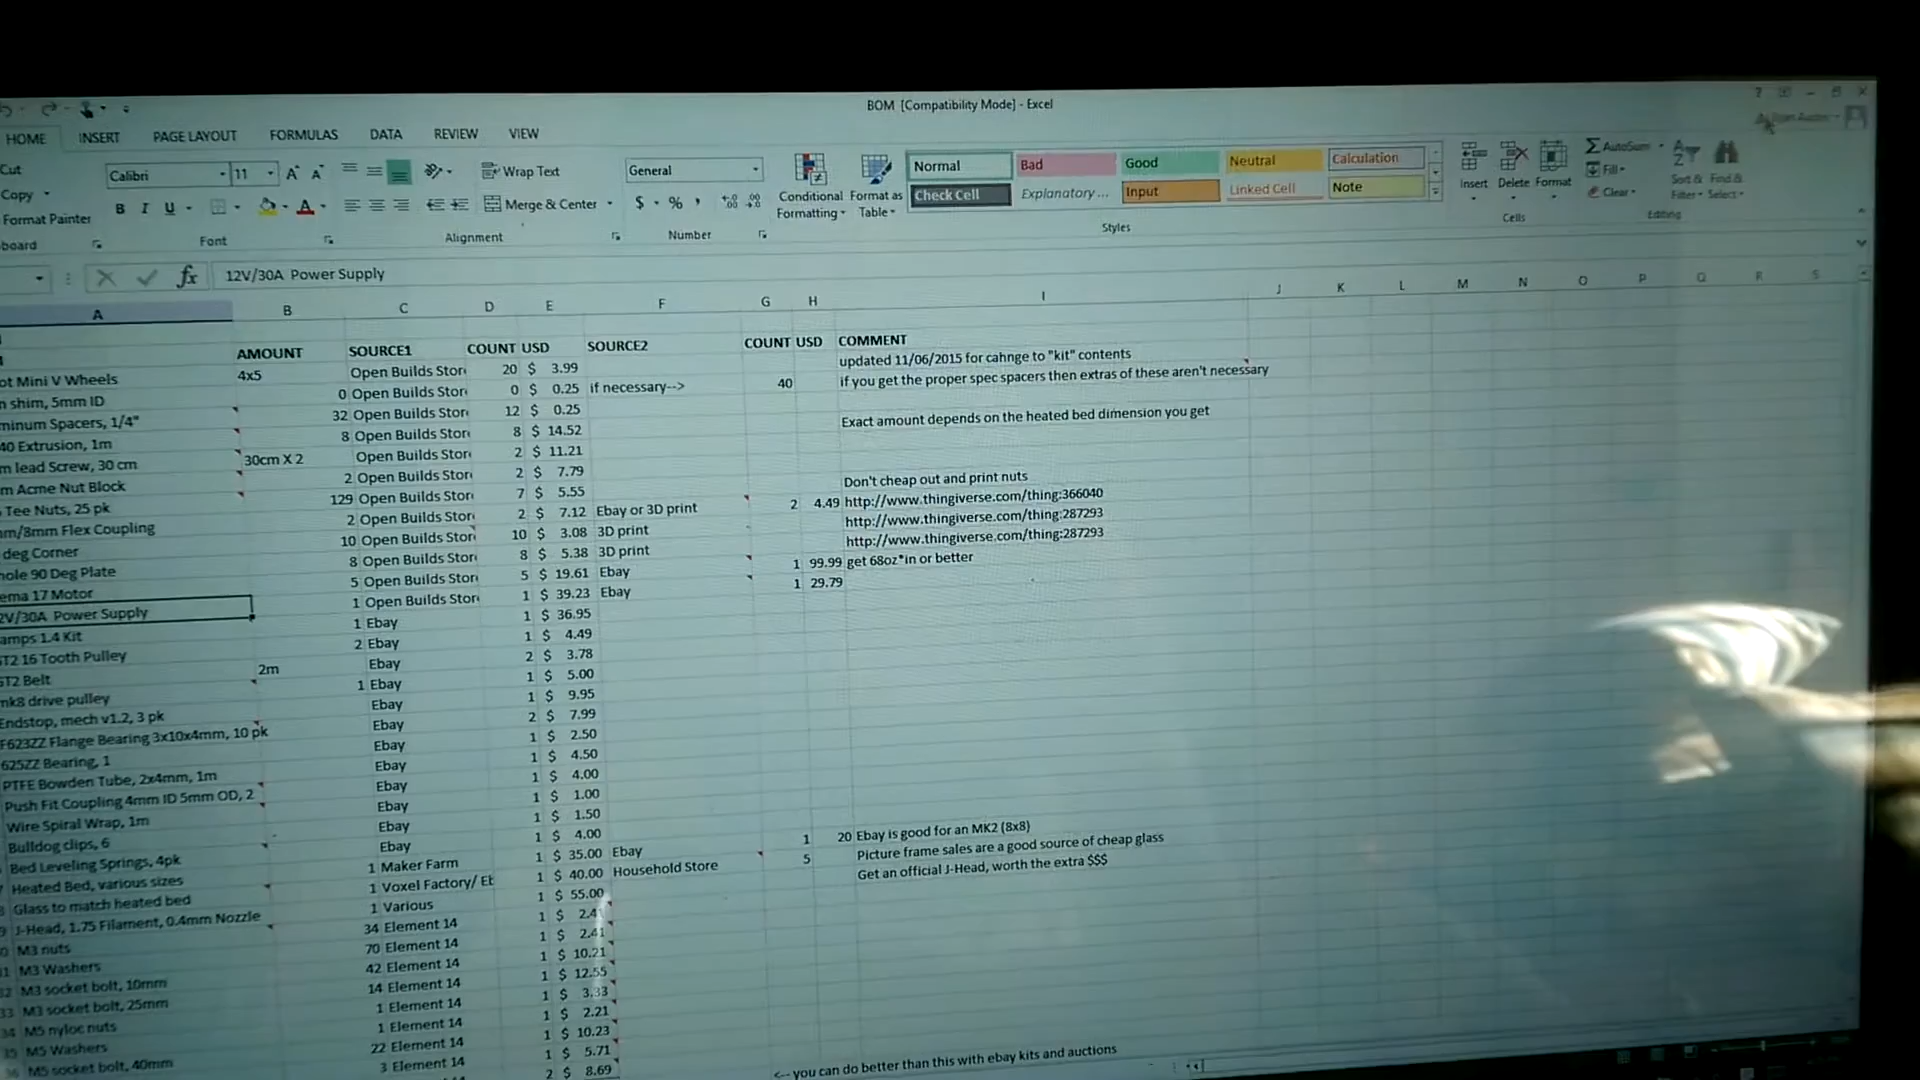 BOM [Compatibility Mode] - Excel
HOME INSERT PAGE LAYOUT FORMULAS DATA REVIEW VIEW
Cut
Copy
Format Painter
board
Calibri 11
B I U
Font
Wrap Text
Merge & Center
Alignment
General
$ % ,
Number
Conditional Formatting
Format as Table
Normal Bad Good Neutral Calculation
Check Cell Explanatory ... Input Linked Cell Note
Styles
Insert Delete Format
Cells
AutoSum
Fill
Clear
Sort & Filter
Find & Select
Editing
fx 12V/30A Power Supply
A B C D E F G H I J K L M N O P Q R S
AMOUNT SOURCE1 COUNT USD SOURCE2 COUNT USD COMMENT
ot Mini V Wheels 4x5 Open Builds Stor 20 $ 3.99 updated 11/06/2015 for cahnge to "kit" contents
n shim, 5mm ID 0 Open Builds Stor 0 $ 0.25 if necessary--> 40 if you get the proper spec spacers then extras of these aren't necessary
minum Spacers, 1/4" 32 Open Builds Stor 12 $ 0.25
40 Extrusion, 1m 8 Open Builds Stor 8 $ 14.52 Exact amount depends on the heated bed dimension you get
m lead Screw, 30 cm 30cm X 2 Open Builds Stor 2 $ 11.21
m Acme Nut Block 2 Open Builds Stor 2 $ 7.79
Tee Nuts, 25 pk 129 Open Builds Stor 7 $ 5.55 Don't cheap out and print nuts
m/8mm Flex Coupling 2 Open Builds Stor 2 $ 7.12 Ebay or 3D print 2 4.49 http://www.thingiverse.com/thing:366040
deg Corner 10 Open Builds Stor 10 $ 3.08 3D print http://www.thingiverse.com/thing:287293
hole 90 Deg Plate 8 Open Builds Stor 8 $ 5.38 3D print http://www.thingiverse.com/thing:287293
ema 17 Motor 5 Open Builds Stor 5 $ 19.61 Ebay 1 99.99 get 68oz*in or better
2V/30A Power Supply 1 Open Builds Stor 1 $ 39.23 Ebay 1 29.79
amps 1.4 Kit 1 Ebay 1 $ 36.95
GT2 16 Tooth Pulley 2 Ebay 1 $ 4.49
GT2 Belt 2m Ebay 2 $ 3.78
mk8 drive pulley 1 Ebay 1 $ 5.00
Endstop, mech v1.2, 3 pk Ebay 1 $ 9.95
F623ZZ Flange Bearing 3x10x4mm, 10 pk Ebay 2 $ 7.99
625ZZ Bearing, 1 Ebay 1 $ 2.50
PTFE Bowden Tube, 2x4mm, 1m Ebay 1 $ 4.50
Push Fit Coupling 4mm ID 5mm OD, 2 Ebay 1 $ 4.00
Wire Spiral Wrap, 1m Ebay 1 $ 1.00
Bulldog clips, 6 Ebay 1 $ 1.50
Bed Leveling Springs, 4pk Ebay 1 $ 4.00
Heated Bed, various sizes 1 Maker Farm 1 $ 35.00 Ebay 1 20 Ebay is good for an MK2 (8x8)
Glass to match heated bed 1 Voxel Factory/ Eb 1 $ 40.00 Household Store 5 Picture frame sales are a good source of cheap glass
J-Head, 1.75 Filament, 0.4mm Nozzle 1 Various 1 $ 55.00 Get an official J-Head, worth the extra $$$
M3 nuts 34 Element 14 1 $ 2.41
M3 Washers 70 Element 14 1 $ 2.41
M3 socket bolt, 10mm 42 Element 14 1 $ 10.21
33 M3 socket bolt, 25mm 14 Element 14 1 $ 12.55
34 M5 nyloc nuts 1 Element 14 1 $ 3.33
35 M5 Washers 1 Element 14 1 $ 2.21
36 M5 socket bolt, 40mm 22 Element 14 1 $ 10.23
3 Element 14 1 $ 5.71
2 $ 8.69 <-- you can do better than this with ebay kits and auctions